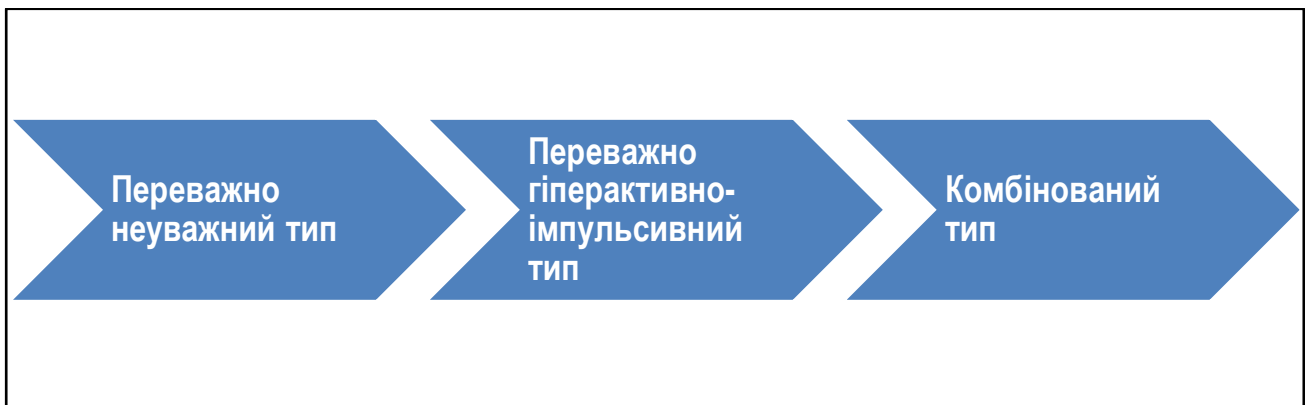 Переважно
неуважний тип
Переважно
гіперактивно-
імпульсивний
тип
Комбінований
тип